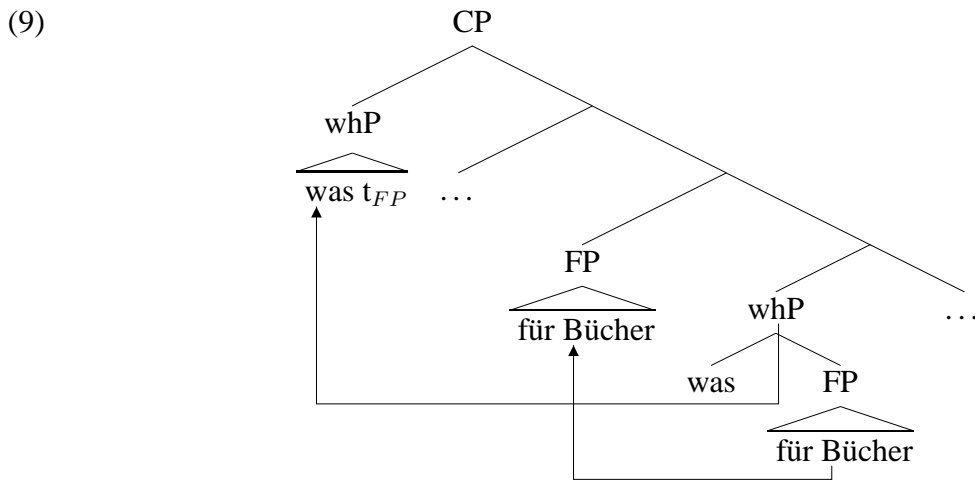 (9)
CP
whP
was t_FP …
FP
für Bücher
whP …
was FP
für Bücher